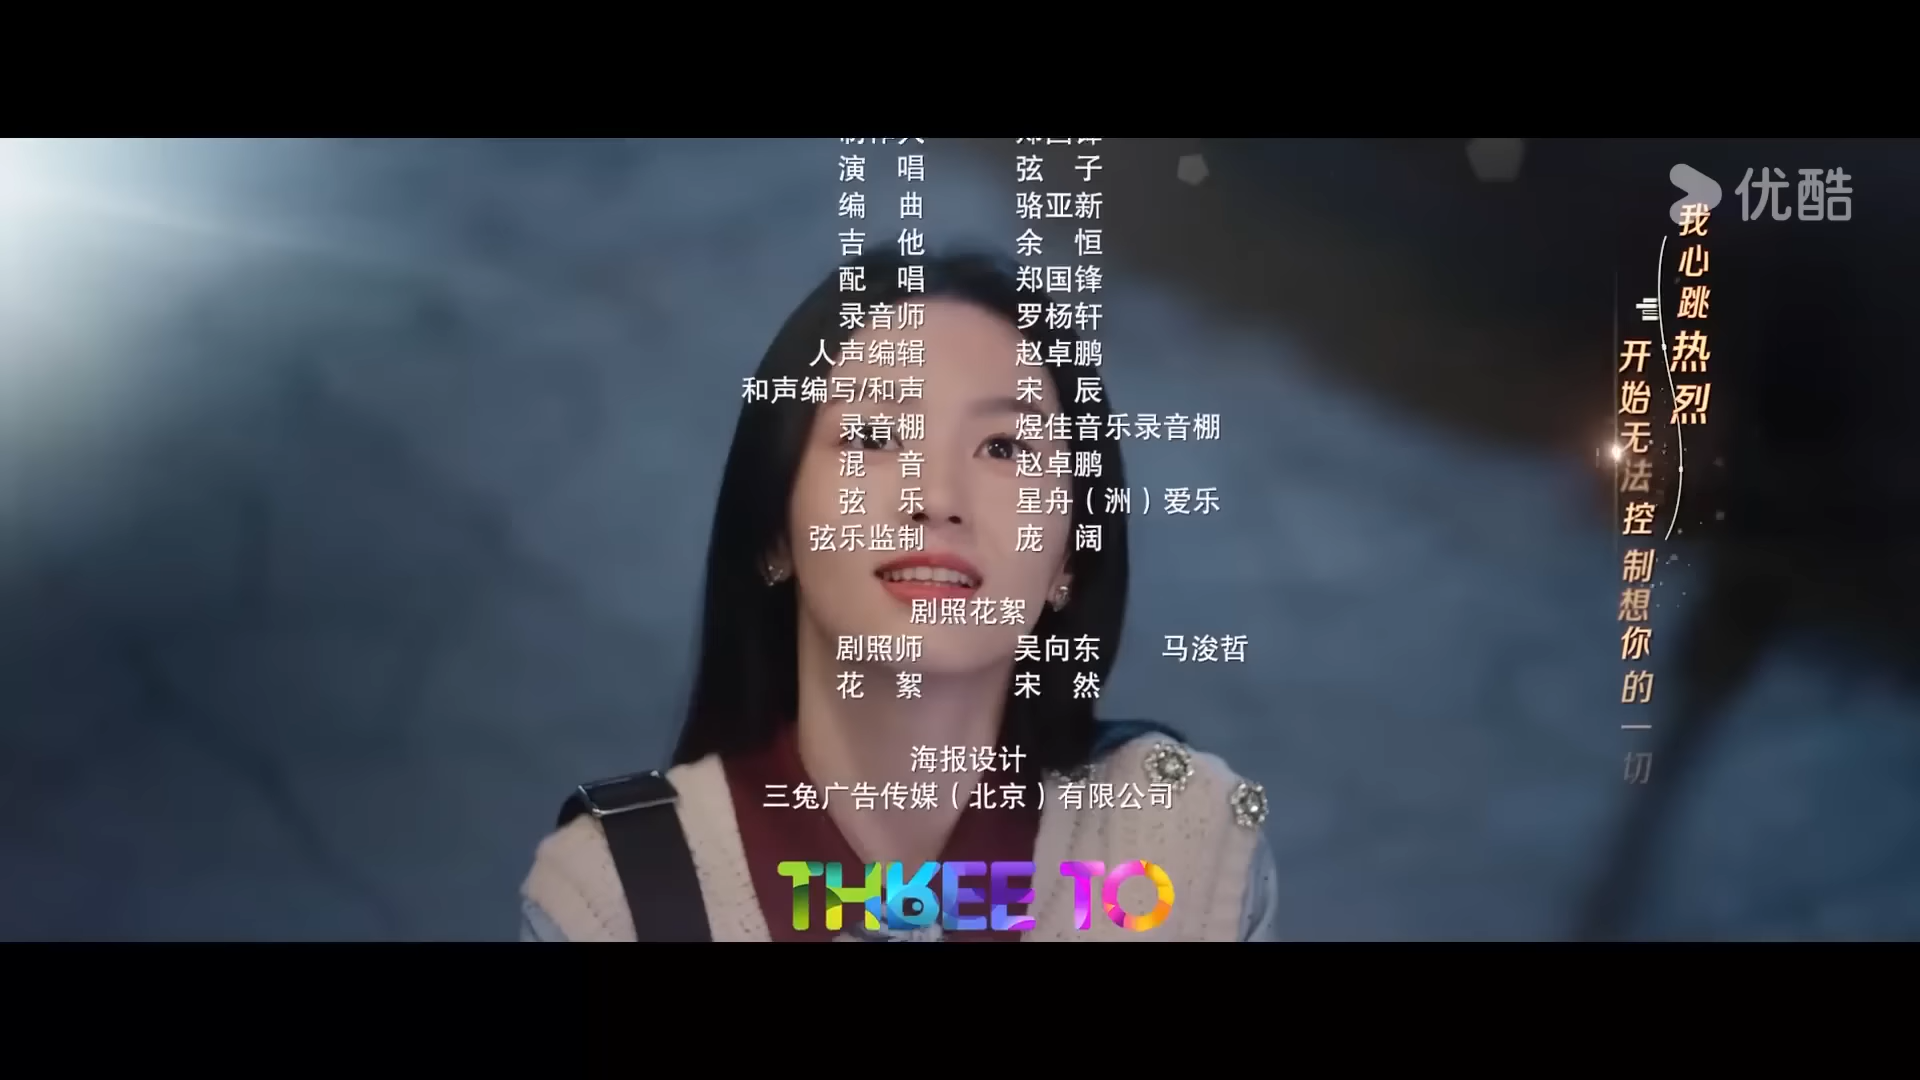 演 唱 弦 子
编 曲 骆亚新
吉 他 余 恒
配 唱 郑国锋
录音师 罗杨轩
人声编辑 赵卓鹏
和声编写/和声 宋 辰
录音棚 煜佳音乐录音棚
混 音 赵卓鹏
弦 乐 星舟（洲）爱乐
弦乐监制 庞 阔
剧照花絮
剧照师 吴向东 马浚哲
花 絮 宋 然
海报设计
三兔广告传媒（北京）有限公司
THREE TO
优酷
我心跳热烈
开始无法控制想你的一切